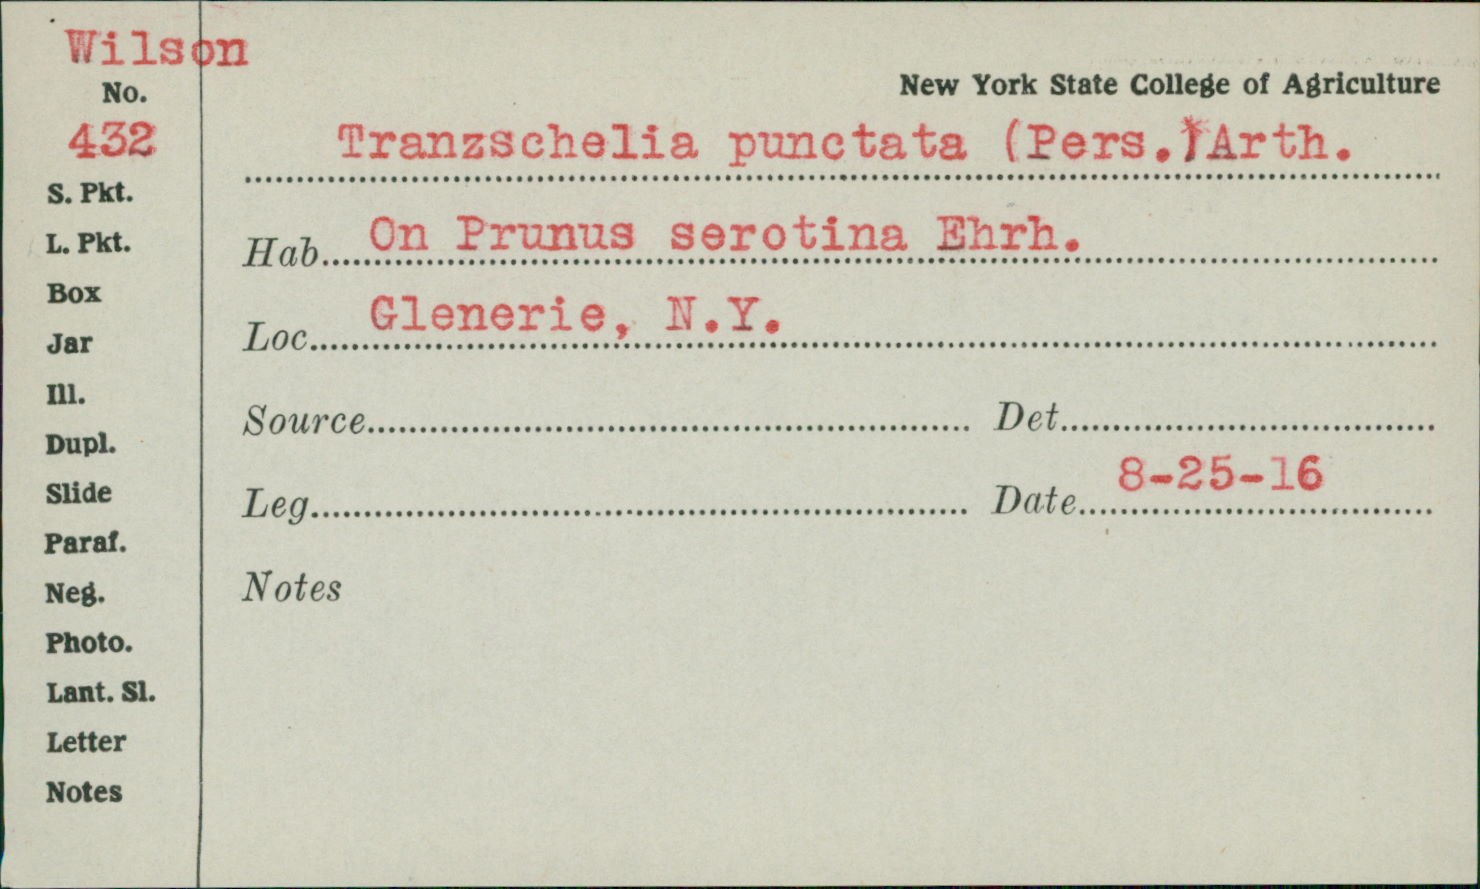 Wilson
No.
432
S. Pkt.
L. Pkt.
Box
Jar
Ill.
Dupl.
Slide
Paraf.
Neg.
Photo.
Lant. Sl.
Letter
Notes
New York State College of Agriculture
Tranzschelia punctata (Pers.) Arth.
Hab. On Prunus serotina Ehrh.
Loc. Glenerie, N.Y.
Source Det.
Leg. Date 8-25-16
Notes